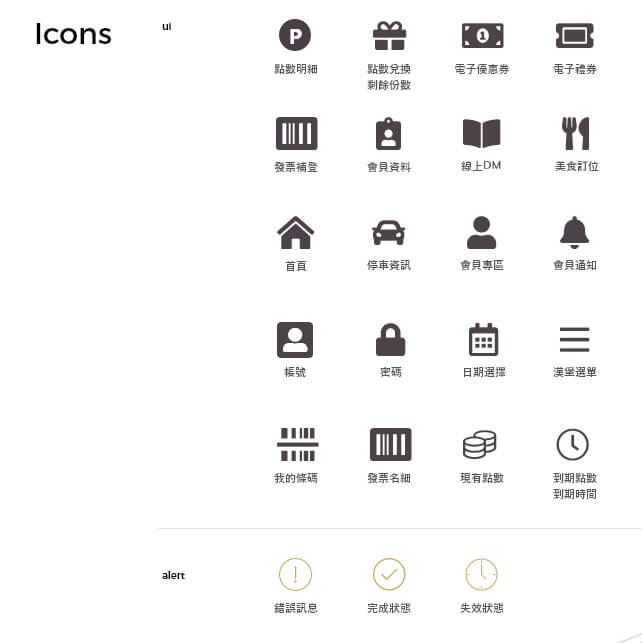 Icons
ui
點數明細
點數兌換
剩餘份數
電子優惠券
電子禮券
發票補登
會員資料
線上DM
美食訂位
首頁
停車資訊
會員專區
會員通知
帳號
密碼
日期選擇
漢堡選單
我的條碼
發票名細
現有點數
到期點數
到期時間
alert
錯誤訊息
完成狀態
失效狀態